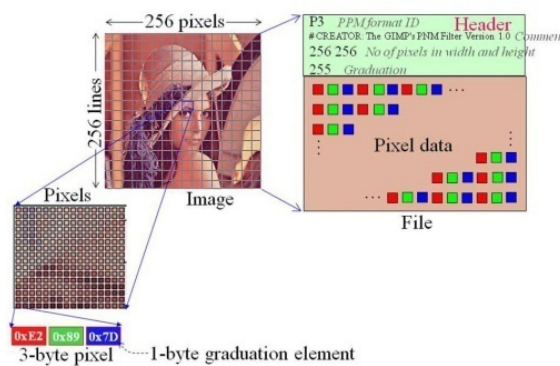 256 pixels
256 lines
Image
Header
P3 PPM format ID
# CREATOR: The GIMP's PNM Filter Version 1.0 Comment
256 256 No of pixels in width and height
255 Graduation
Pixel data
File
Pixels
0xE2 0x89 0x7D
3-byte pixel
1-byte graduation element